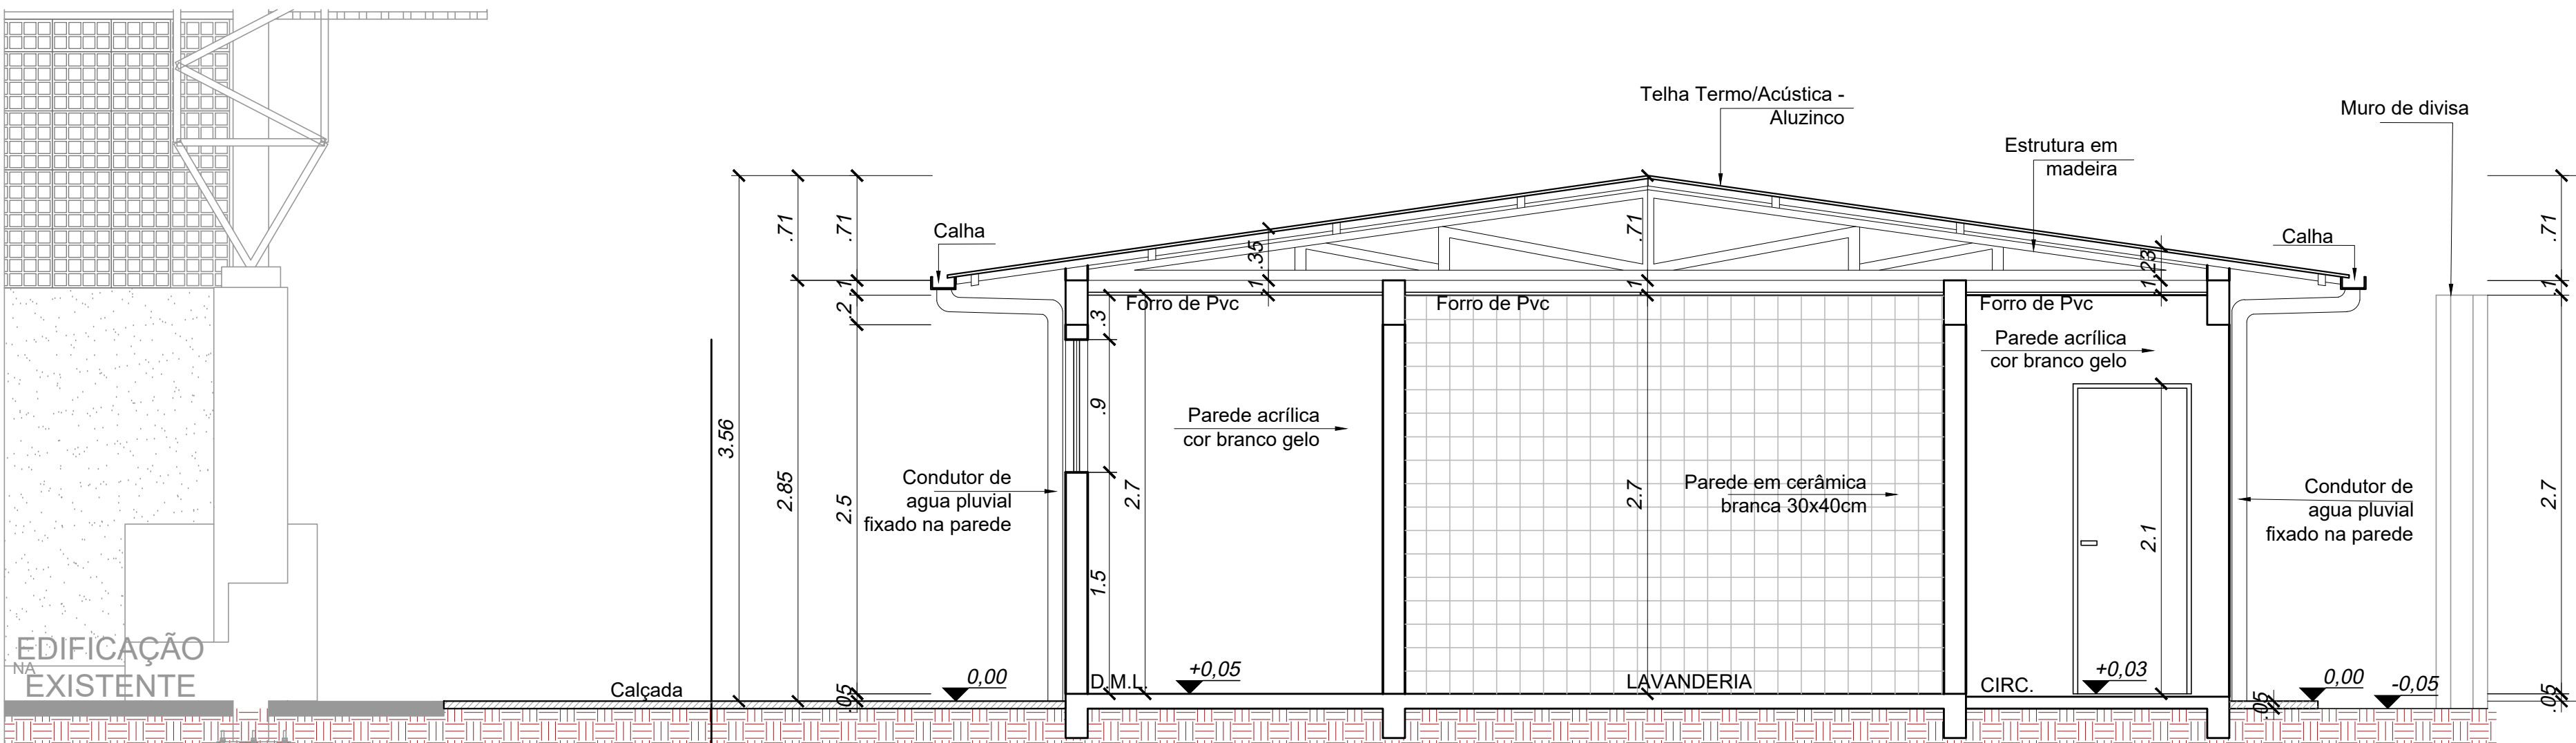 Telha Termo/Acústica -
Aluzinco
Muro de divisa
Estrutura em
madeira
Calha
Calha
.71
.71
.71
.35
.23
.71
1
.2
1
1
1
1
Forro de Pvc
Forro de Pvc
Forro de Pvc
.3
Parede acrílica
cor branco gelo
Parede acrílica
cor branco gelo
.9
3.56
2.85
2.5
2.7
2.7
2.1
2.7
Condutor de
agua pluvial
fixado na parede
Parede em cerâmica
branca 30x40cm
Condutor de
agua pluvial
fixado na parede
1.5
EDIFICAÇÃO
NA
EXISTENTE
Calçada
.05
0,00
D.M.L.
+0,05
LAVANDERIA
CIRC.
+0,03
.05
0,00
-0,05
.05